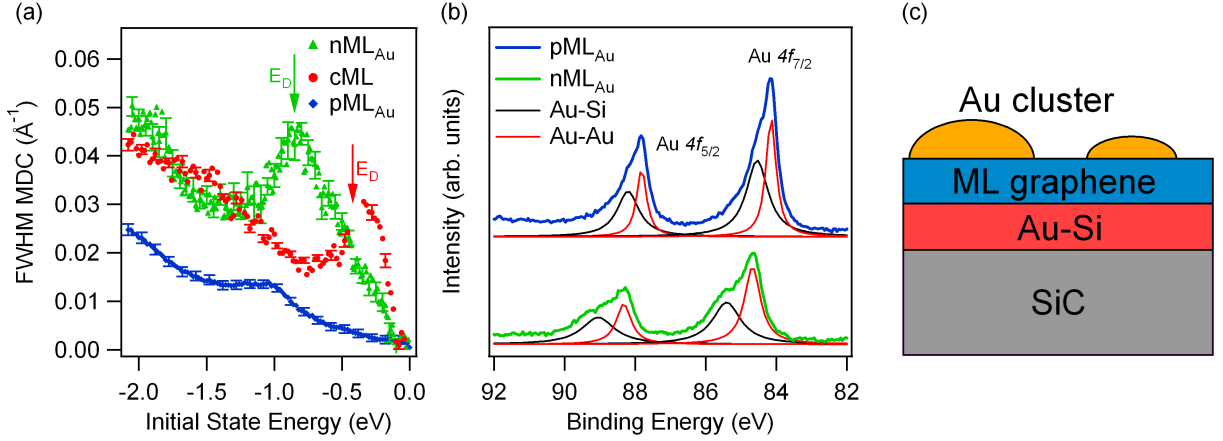 (a)
FWHM MDC (Å⁻¹)
0.06
0.05
0.04
0.03
0.02
0.01
0.00
nML_Au
cML
pML_Au
E_D
E_D
-2.0 -1.5 -1.0 -0.5 0.0
Initial State Energy (eV)
(b)
Intensity (arb. units)
pML_Au
nML_Au
Au-Si
Au-Au
Au 4f_7/2
Au 4f_5/2
92 90 88 86 84 82
Binding Energy (eV)
(c)
Au cluster
ML graphene
Au-Si
SiC